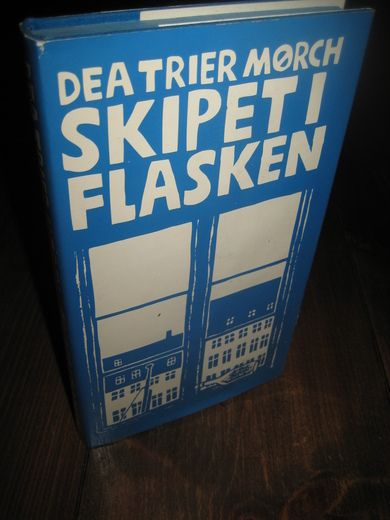 DEA TRIER MØRCH
SKIPET I
FLASKEN